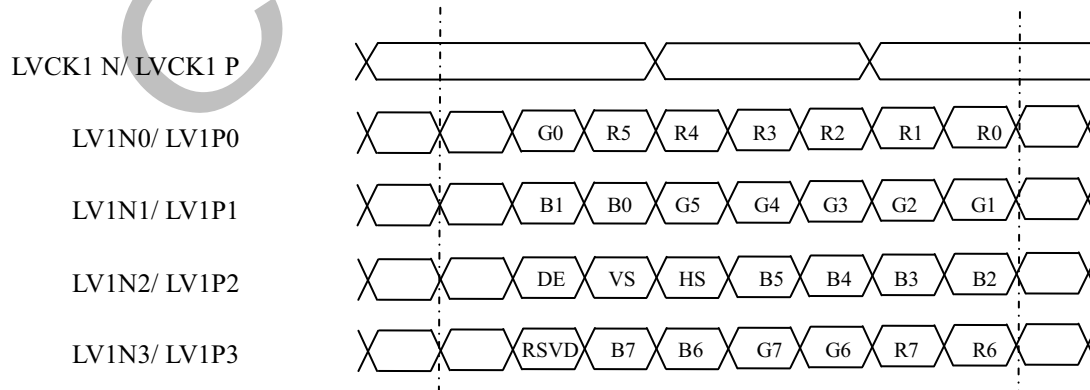 LVCK1 N/ LVCK1 P
LV1N0/ LV1P0 G0 R5 R4 R3 R2 R1 R0
LV1N1/ LV1P1 B1 B0 G5 G4 G3 G2 G1
LV1N2/ LV1P2 DE VS HS B5 B4 B3 B2
LV1N3/ LV1P3 RSVD B7 B6 G7 G6 R7 R6